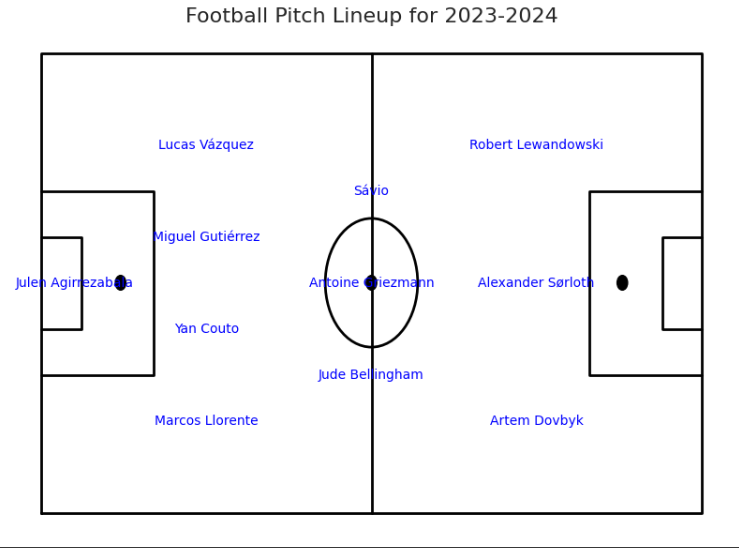 Football Pitch Lineup for 2023-2024
Lucas Vázquez
Robert Lewandowski
Sávio
Miguel Gutiérrez
Julen Agirrezabala
Antoine Griezmann
Alexander Sørloth
Yan Couto
Jude Bellingham
Marcos Llorente
Artem Dovbyk